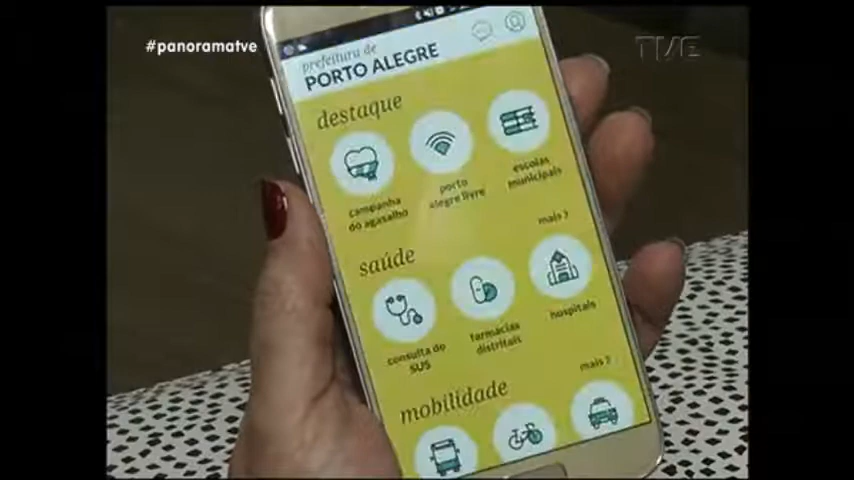 #panoramatve
TVE
prefeitura de
PORTO ALEGRE
destaque
campanha
do agasalho
porto
alegre livre
escolas
municipais
mais ?
saúde
consulta do
SUS
farmácias
distritais
hospitais
mais ?
mobilidade